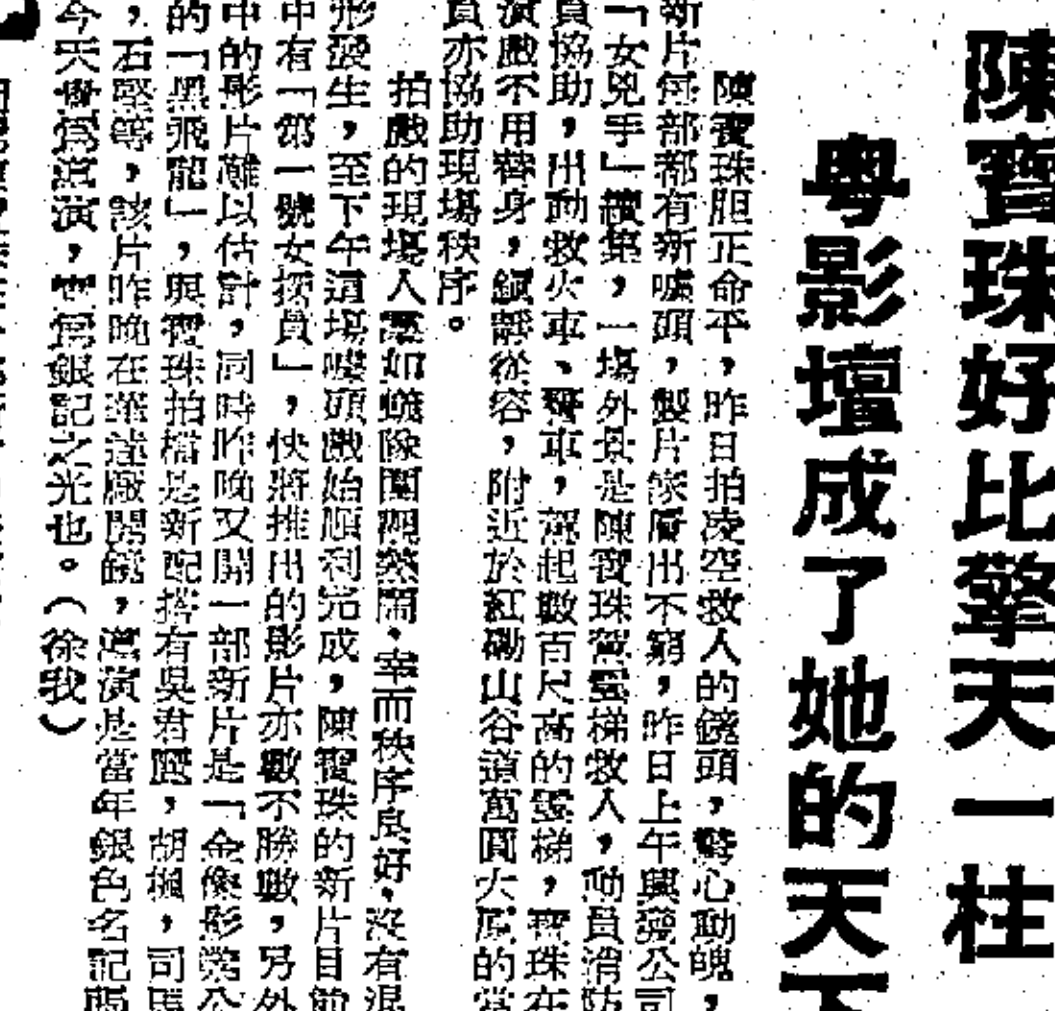 陳寶珠好比擎天一柱
粵影壇成了她的天下
陳寶珠胆正命平，昨日拍凌空救人的鏡頭，驚心動魄，
新片每部都有新噱頭，製片家層出不窮，昨日上午興發公司
「女兇手」續集，一場外景是陳寶珠駕雲梯救人，動員消防
員協助，出動救火車、雲車，架起數百尺高的雲梯，寶珠在
演戲不用替身，鎮靜從容，附近於紅磡山谷道萬圓大厦的當
員亦協助現場秩序。
拍戲的現場人羣如蟻隊圍觀熱鬧，幸而秩序良好，沒有混
形發生，至下午這場噱頭戲始順利完成，陳寶珠的新片目前
中有「第一號女探員」，快將推出的影片亦數不勝數，另外
中的影片難以估計，同時昨晚又開一部新片是「金像影業公
的「黑飛龍」，與寶珠拍檔是新配搭有吳君麗，胡楓，司馬
，石堅等，該片昨晚在羅達廠開鏡，導演是當年銀色名記
今天譽為導演，實為銀記之光也。（徐我）